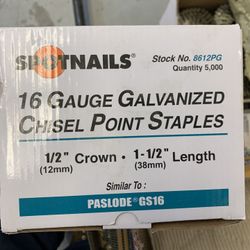 SPOTNAILS®
Stock No. 8612PG
Quantity 5,000
16 GAUGE GALVANIZED
CHISEL POINT STAPLES
1/2" Crown • 1-1/2" Length
(12mm) (38mm)
Similar To :
PASLODE® GS16